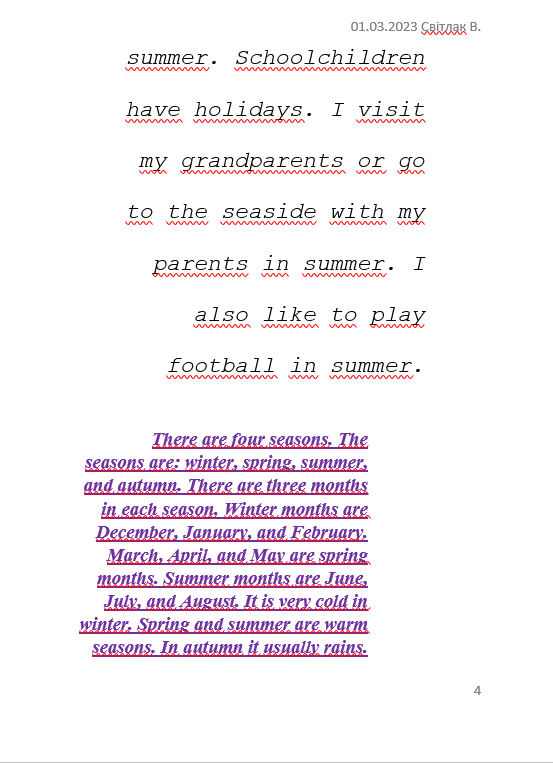 01.03.2023 Світлак В.
summer. Schoolchildren
have holidays. I visit
my grandparents or go
to the seaside with my
parents in summer. I
also like to play
football in summer.
There are four seasons. The
seasons are: winter, spring, summer,
and autumn. There are three months
in each season. Winter months are
December, January, and February.
March, April, and May are spring
months. Summer months are June,
July, and August. It is very cold in
winter. Spring and summer are warm
seasons. In autumn it usually rains.
4